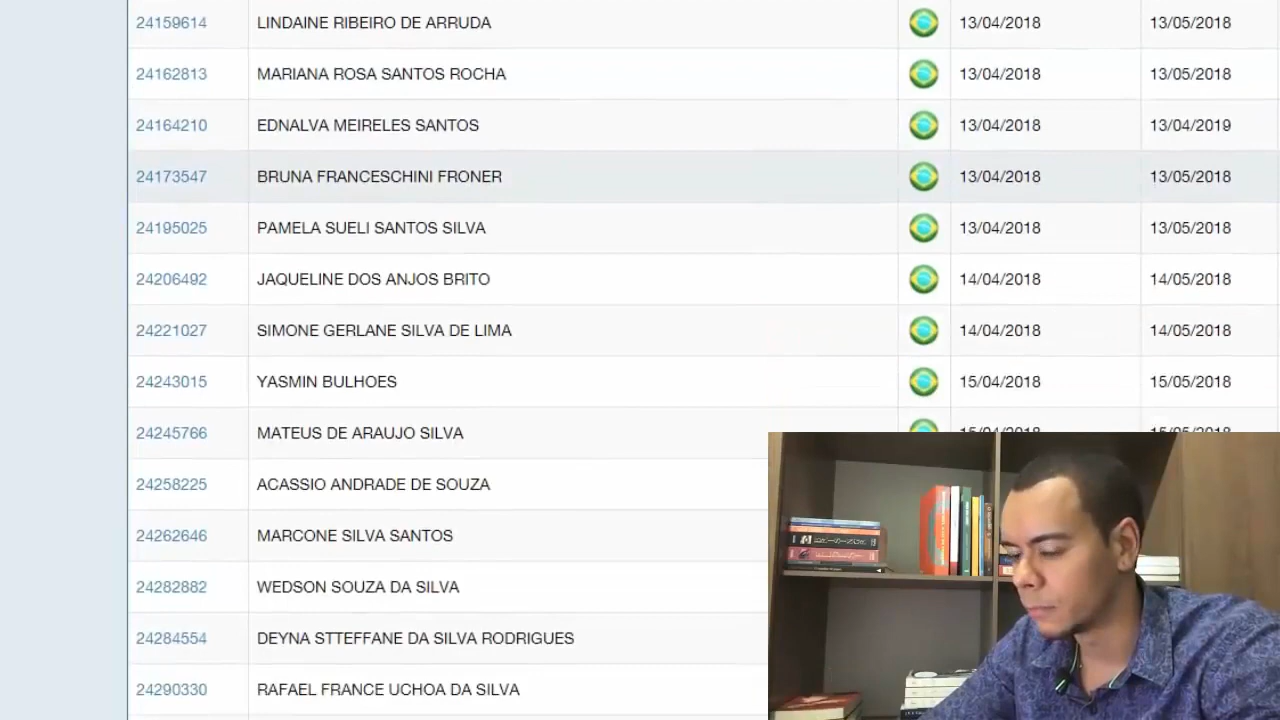 24159614 LINDAINE RIBEIRO DE ARRUDA 13/04/2018 13/05/2018
24162813 MARIANA ROSA SANTOS ROCHA 13/04/2018 13/05/2018
24164210 EDNALVA MEIRELES SANTOS 13/04/2018 13/04/2019
24173547 BRUNA FRANCESCHINI FRONER 13/04/2018 13/05/2018
24195025 PAMELA SUELI SANTOS SILVA 13/04/2018 13/05/2018
24206492 JAQUELINE DOS ANJOS BRITO 14/04/2018 14/05/2018
24221027 SIMONE GERLANE SILVA DE LIMA 14/04/2018 14/05/2018
24243015 YASMIN BULHOES 15/04/2018 15/05/2018
24245766 MATEUS DE ARAUJO SILVA 15/04/2018 15/05/2018
24258225 ACASSIO ANDRADE DE SOUZA
24262646 MARCONE SILVA SANTOS
24282882 WEDSON SOUZA DA SILVA
24284554 DEYNA STTEFFANE DA SILVA RODRIGUES
24290330 RAFAEL FRANCE UCHOA DA SILVA